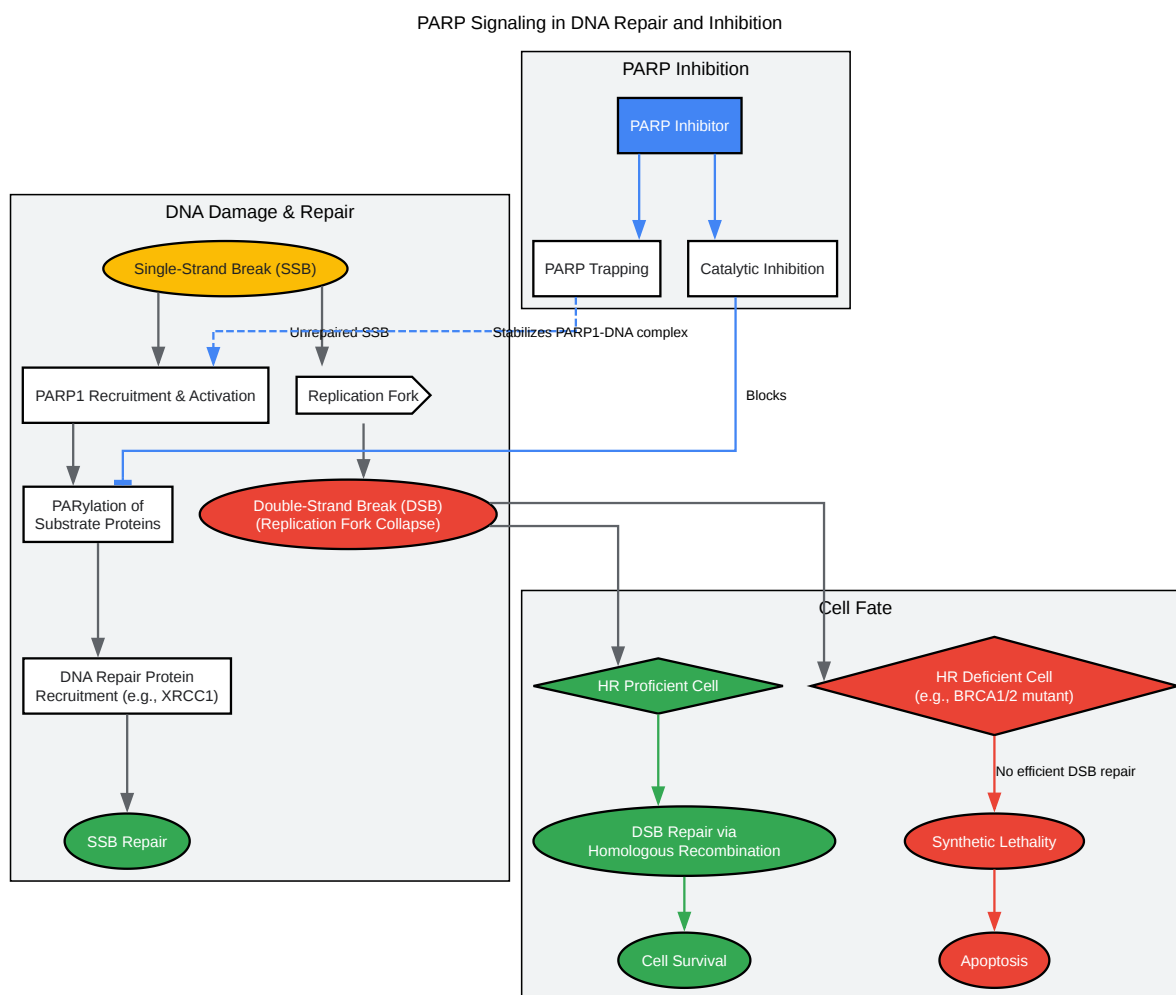 PARP Signaling in DNA Repair and Inhibition
PARP Inhibition
PARP Inhibitor
DNA Damage & Repair
Single-Strand Break (SSB)
PARP Trapping
Catalytic Inhibition
Unrepaired SSB
Stabilizes PARP1-DNA complex
PARP1 Recruitment & Activation
Replication Fork
Blocks
PARylation of
Substrate Proteins
Double-Strand Break (DSB)
(Replication Fork Collapse)
Cell Fate
DNA Repair Protein
Recruitment (e.g., XRCC1)
HR Proficient Cell
HR Deficient Cell
(e.g., BRCA1/2 mutant)
No efficient DSB repair
SSB Repair
DSB Repair via
Homologous Recombination
Synthetic Lethality
Cell Survival
Apoptosis